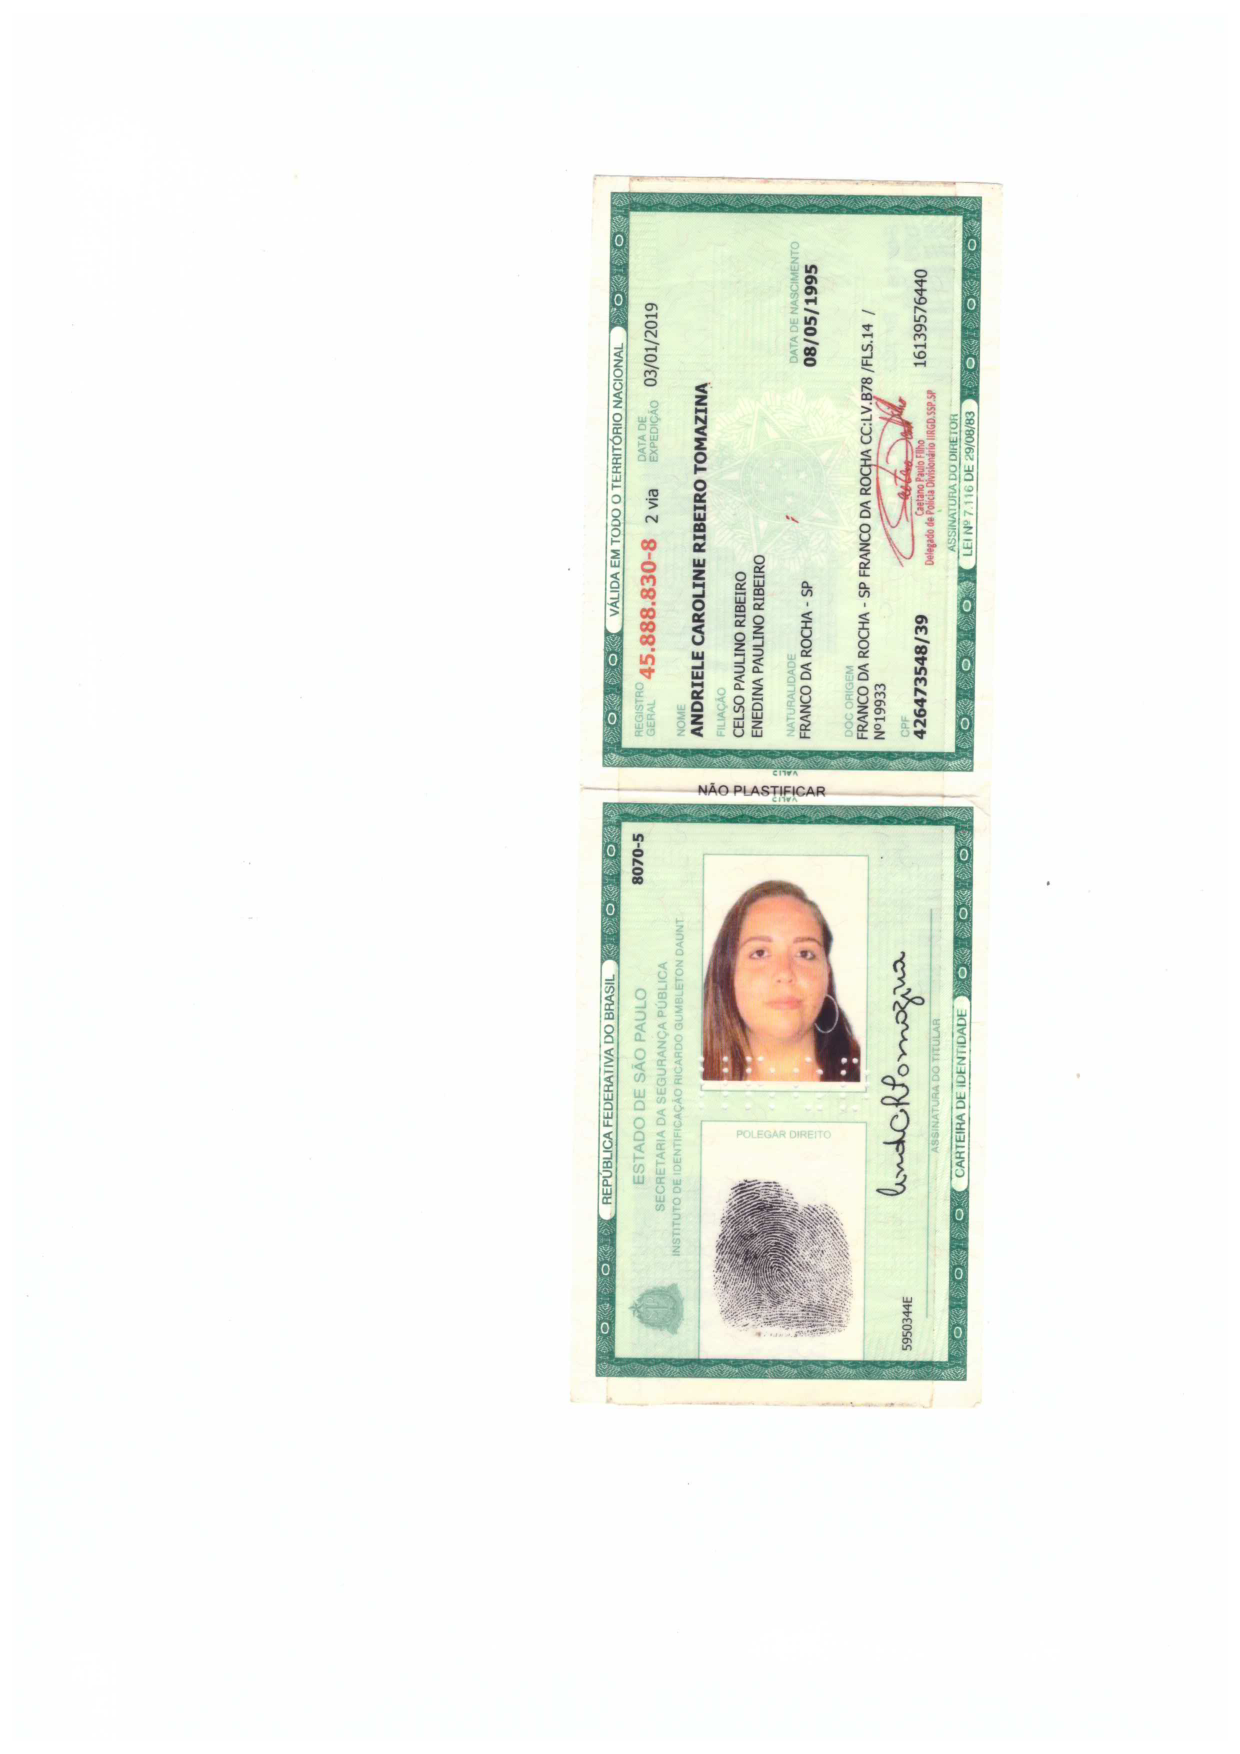 VÁLIDA EM TODO O TERRITÓRIO NACIONAL
REGISTRO GERAL 45.888.830-8 2 via DATA DE EXPEDIÇÃO 03/01/2019
NOME
ANDRIELE CAROLINE RIBEIRO TOMAZINA
FILIAÇÃO
CELSO PAULINO RIBEIRO
ENEDINA PAULINO RIBEIRO
NATURALIDADE DATA DE NASCIMENTO
FRANCO DA ROCHA - SP 08/05/1995
DOC ORIGEM
FRANCO DA ROCHA - SP FRANCO DA ROCHA CC:LV.B78 /FLS.14 /
Nº19933
CPF
426473548/39 16139576440
Caetano Paulo Filho
Delegado de Polícia Divisionário IIRGD.SSP.SP
ASSINATURA DO DIRETOR
LEI Nº 7.116 DE 29/08/83
NÃO PLASTIFICAR
REPÚBLICA FEDERATIVA DO BRASIL
8070-5
ESTADO DE SÃO PAULO
SECRETARIA DA SEGURANÇA PÚBLICA
INSTITUTO DE IDENTIFICAÇÃO RICARDO GUMBLETON DAUNT
POLEGAR DIREITO
5950344E
ASSINATURA DO TITULAR
CARTEIRA DE IDENTIDADE